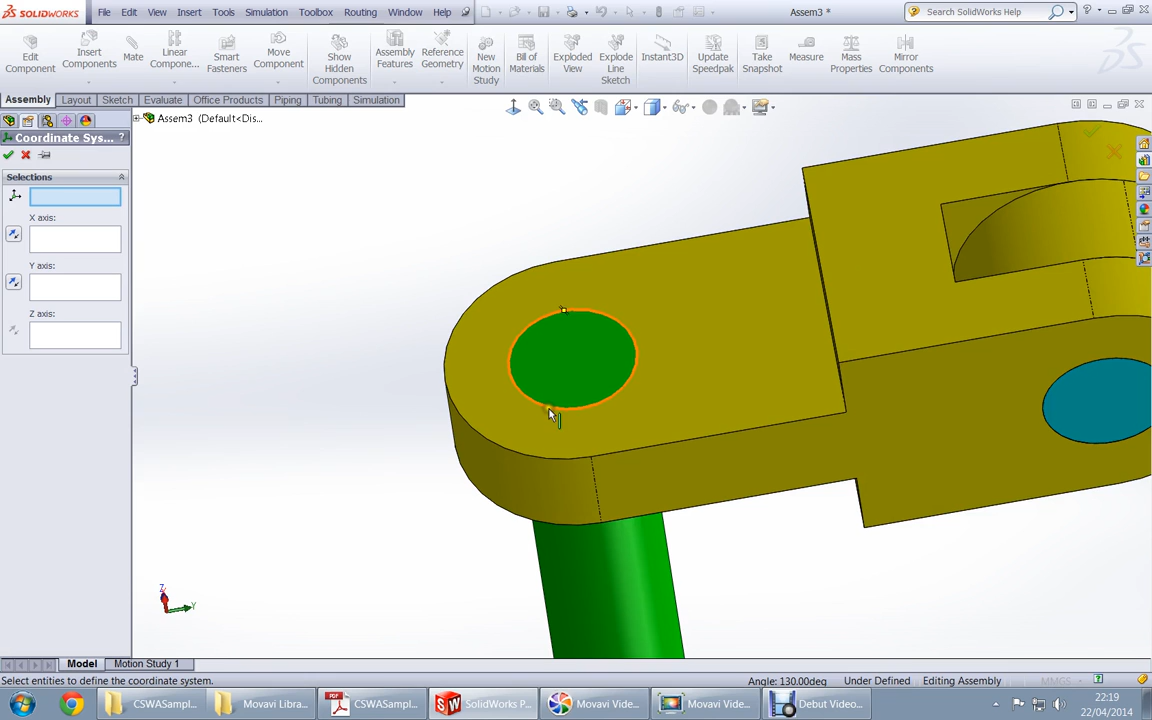 SOLIDWORKS
File Edit View Insert Tools Simulation Toolbox Routing Window Help
Assem3 *
Search SolidWorks Help
Edit Component
Insert Components
Mate
Linear Compone...
Smart Fasteners
Move Component
Show Hidden Components
Assembly Features
Reference Geometry
New Motion Study
Bill of Materials
Exploded View
Explode Line Sketch
Instant3D
Update Speedpak
Take Snapshot
Measure
Mass Properties
Mirror Components
Assembly Layout Sketch Evaluate Office Products Piping Tubing Simulation
Assem3 (Default<Dis...
Coordinate Sys... ?
Selections
X axis:
Y axis:
Z axis:
Z
Y
Model Motion Study 1
Select entities to define the coordinate system.
Angle: 130.00deg Under Defined Editing Assembly MMGS
CSWASampl... Movavi Libra... CSWASampl... SolidWorks P... Movavi Vide... Movavi Vide... Debut Video...
22:19
22/04/2014